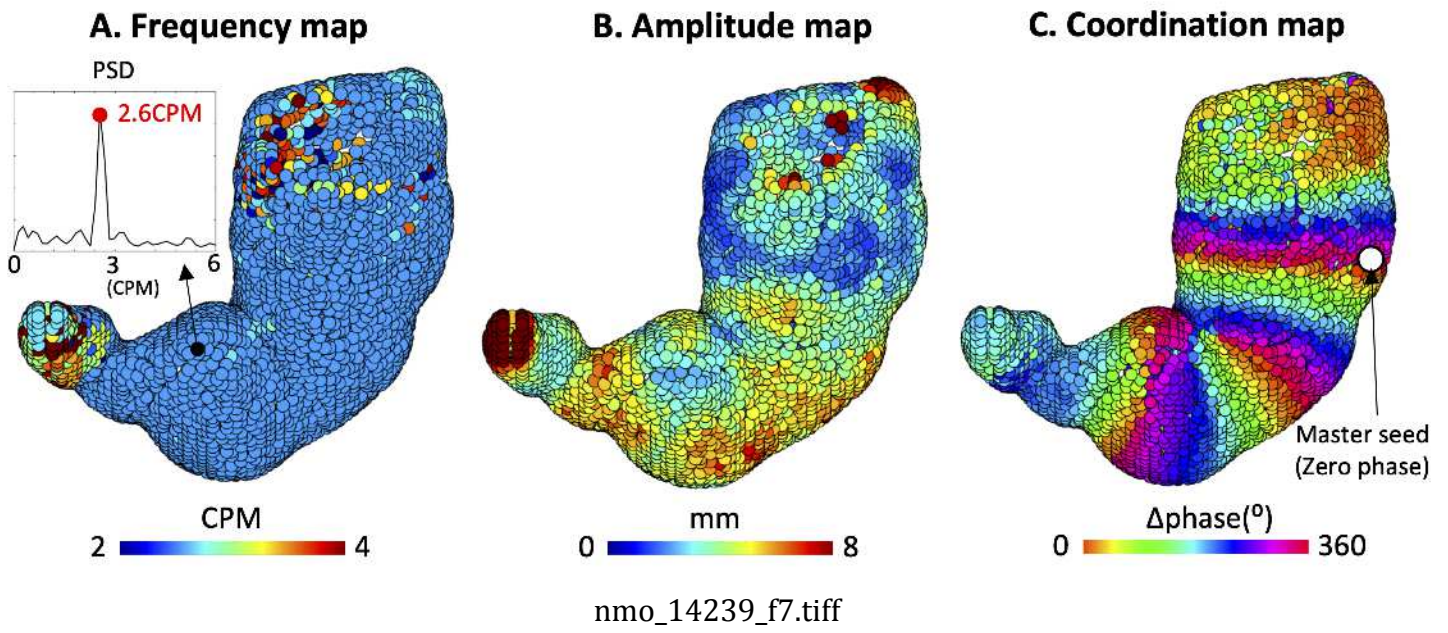 A. Frequency map
B. Amplitude map
C. Coordination map
PSD
2.6CPM
0 3 6
(CPM)
Master seed
(Zero phase)
CPM
2 4
mm
0 8
Δphase(⁰)
0 360
nmo_14239_f7.tiff